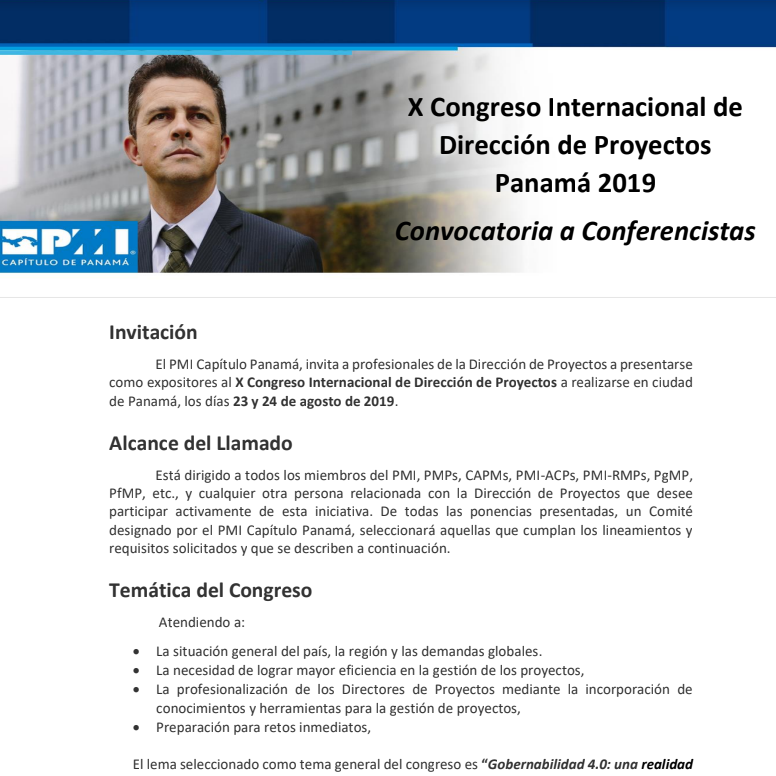 X Congreso Internacional de
Dirección de Proyectos
Panamá 2019
Convocatoria a Conferencistas
PMI
CAPÍTULO DE PANAMÁ
Invitación
El PMI Capítulo Panamá, invita a profesionales de la Dirección de Proyectos a presentarse
como expositores al X Congreso Internacional de Dirección de Proyectos a realizarse en ciudad
de Panamá, los días 23 y 24 de agosto de 2019.
Alcance del Llamado
Está dirigido a todos los miembros del PMI, PMPs, CAPMs, PMI-ACPs, PMI-RMPs, PgMP,
PfMP, etc., y cualquier otra persona relacionada con la Dirección de Proyectos que desee
participar activamente de esta iniciativa. De todas las ponencias presentadas, un Comité
designado por el PMI Capítulo Panamá, seleccionará aquellas que cumplan los lineamientos y
requisitos solicitados y que se describen a continuación.
Temática del Congreso
Atendiendo a:
• La situación general del país, la región y las demandas globales.
• La necesidad de lograr mayor eficiencia en la gestión de los proyectos,
• La profesionalización de los Directores de Proyectos mediante la incorporación de
conocimientos y herramientas para la gestión de proyectos,
• Preparación para retos inmediatos,
El lema seleccionado como tema general del congreso es “Gobernabilidad 4.0: una realidad